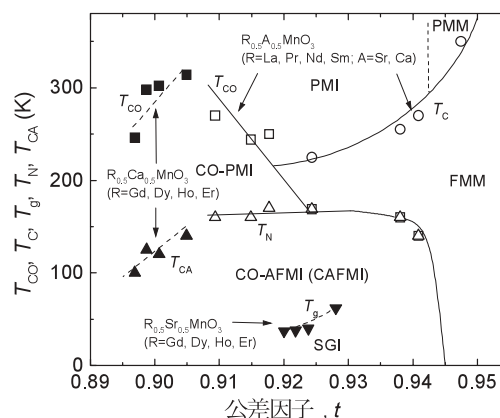 PMM
R0.5A0.5MnO3
(R=La, Pr, Nd, Sm; A=Sr, Ca)
TCO
TCO
PMI
TC
CO-PMI
R0.5Ca0.5MnO3
(R=Gd, Dy, Ho, Er)
FMM
TN
TCA
CO-AFMI (CAFMI)
Tg
R0.5Sr0.5MnO3
(R=Gd, Dy, Ho, Er)
SGI
TCO, TC, Tg, TN, TCA (K)
300
200
100
0
0.89 0.90 0.91 0.92 0.93 0.94 0.95
公差因子 , t